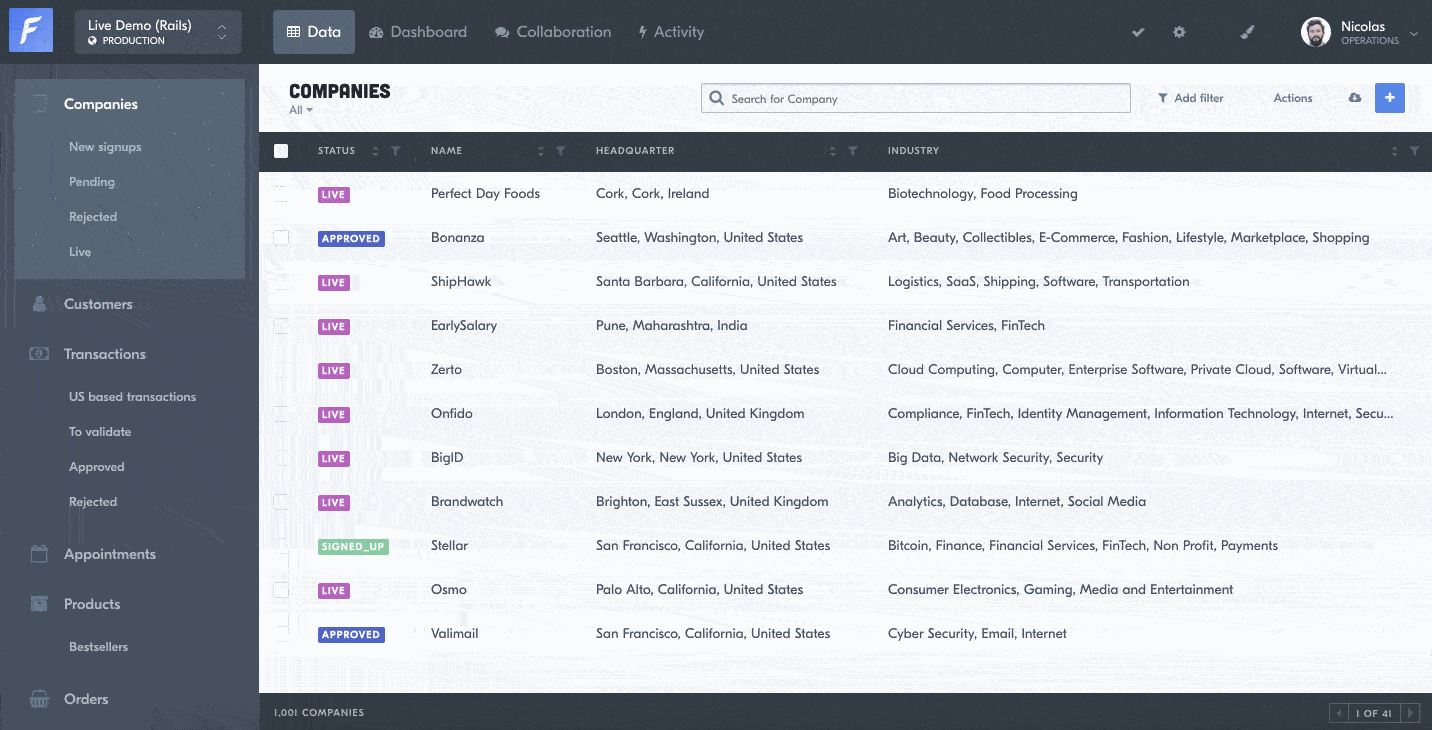 Live Demo (Rails)
PRODUCTION
Data
Dashboard
Collaboration
Activity
Nicolas
OPERATIONS
Companies
New signups
Pending
Rejected
Live
Customers
Transactions
US based transactions
To validate
Approved
Rejected
Appointments
Products
Bestsellers
Orders
COMPANIES
All
Search for Company
Add filter
Actions
STATUS NAME HEADQUARTER INDUSTRY
LIVE Perfect Day Foods Cork, Cork, Ireland Biotechnology, Food Processing
APPROVED Bonanza Seattle, Washington, United States Art, Beauty, Collectibles, E-Commerce, Fashion, Lifestyle, Marketplace, Shopping
LIVE ShipHawk Santa Barbara, California, United States Logistics, SaaS, Shipping, Software, Transportation
LIVE EarlySalary Pune, Maharashtra, India Financial Services, FinTech
LIVE Zerto Boston, Massachusetts, United States Cloud Computing, Computer, Enterprise Software, Private Cloud, Software, Virtual...
LIVE Onfido London, England, United Kingdom Compliance, FinTech, Identity Management, Information Technology, Internet, Secu...
LIVE BigID New York, New York, United States Big Data, Network Security, Security
LIVE Brandwatch Brighton, East Sussex, United Kingdom Analytics, Database, Internet, Social Media
SIGNED_UP Stellar San Francisco, California, United States Bitcoin, Finance, Financial Services, FinTech, Non Profit, Payments
LIVE Osmo Palo Alto, California, United States Consumer Electronics, Gaming, Media and Entertainment
APPROVED Valimail San Francisco, California, United States Cyber Security, Email, Internet
1,001 COMPANIES
1 OF 41